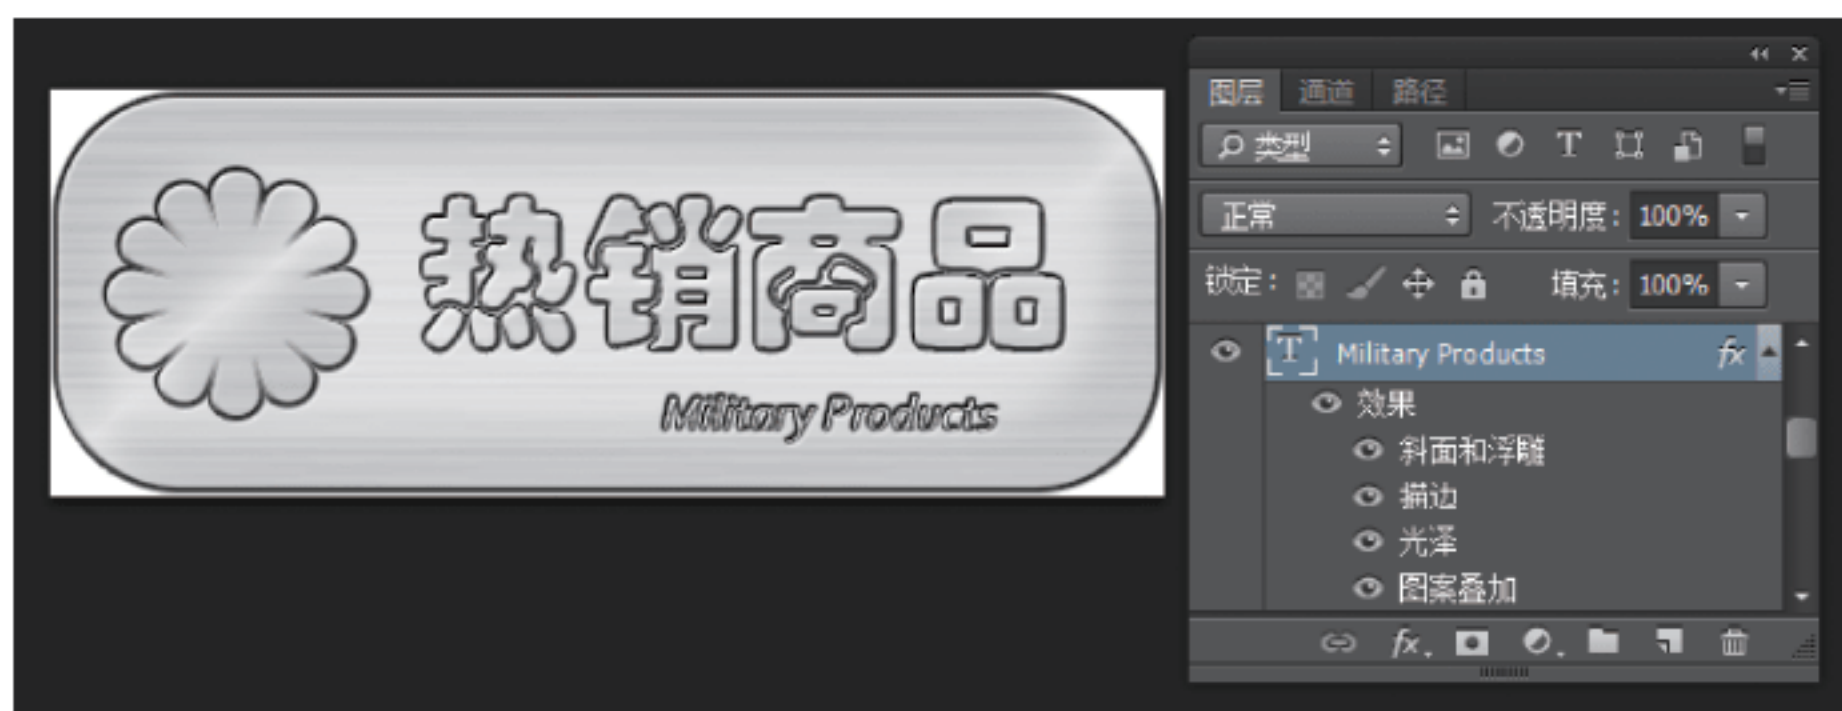 热销商品
Military Products
图层 通道 路径
类型 T
正常 不透明度: 100%
锁定: 填充: 100%
T Military Products fx
效果
斜面和浮雕
描边
光泽
图案叠加
fx.